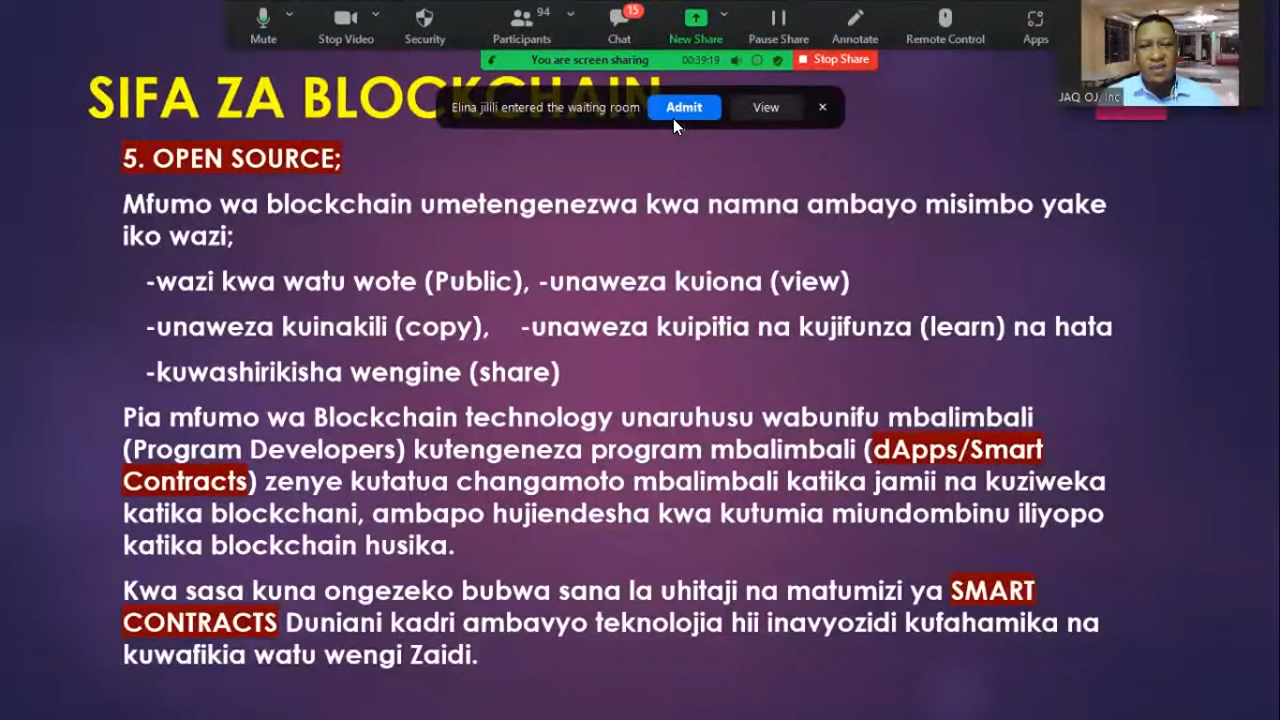 94
15
Mute
Stop Video
Security
Participants
Chat
New Share
Pause Share
Annotate
Remote Control
Apps
You are screen sharing
00:39:19
Stop Share
JAQ OJ, Inc
SIFA ZA BLOCKCHAIN
Elina jilili entered the waiting room
Admit
View
5. OPEN SOURCE;
Mfumo wa blockchain umetengenezwa kwa namna ambayo misimbo yake
iko wazi;
-wazi kwa watu wote (Public), -unaweza kuiona (view)
-unaweza kuinakili (copy), -unaweza kuipitia na kujifunza (learn) na hata
-kuwashirikisha wengine (share)
Pia mfumo wa Blockchain technology unaruhusu wabunifu mbalimbali
(Program Developers) kutengeneza program mbalimbali (dApps/Smart
Contracts) zenye kutatua changamoto mbalimbali katika jamii na kuziweka
katika blockchani, ambapo hujiendesha kwa kutumia miundombinu iliyopo
katika blockchain husika.
Kwa sasa kuna ongezeko bubwa sana la uhitaji na matumizi ya SMART
CONTRACTS Duniani kadri ambavyo teknolojia hii inavyozidi kufahamika na
kuwafikia watu wengi Zaidi.